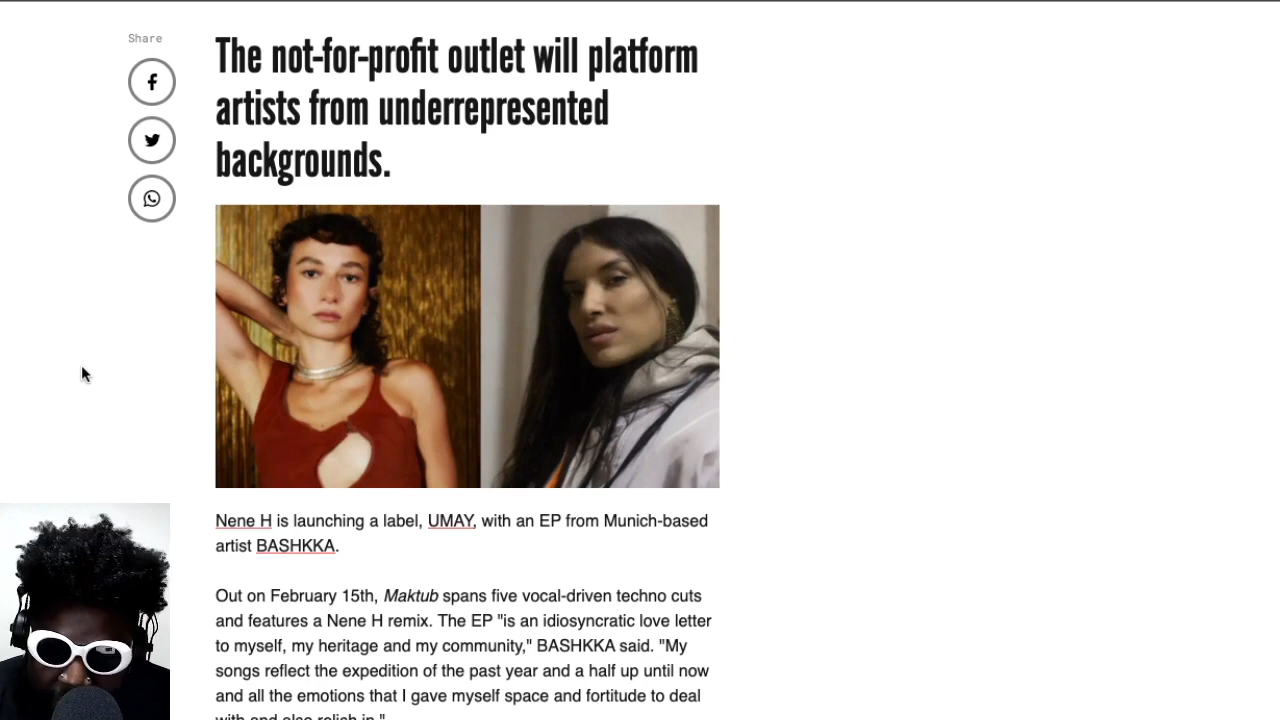 Share
The not-for-profit outlet will platform
artists from underrepresented
backgrounds.
Nene H is launching a label, UMAY, with an EP from Munich-based
artist BASHKKA.
Out on February 15th, Maktub spans five vocal-driven techno cuts
and features a Nene H remix. The EP "is an idiosyncratic love letter
to myself, my heritage and my community," BASHKKA said. "My
songs reflect the expedition of the past year and a half up until now
and all the emotions that I gave myself space and fortitude to deal
with and also relish in."